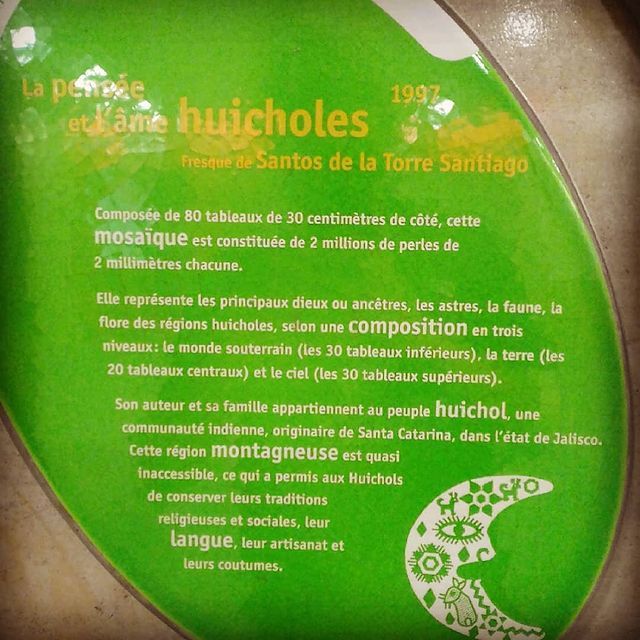 La pensée
et L'âme huicholes 1997
Fresque de Santos de la Torre Santiago
Composée de 80 tableaux de 30 centimètres de côté, cette
mosaïque est constituée de 2 millions de perles de
2 millimètres chacune.
Elle représente les principaux dieux ou ancêtres, les astres, la faune, la
flore des régions huicholes, selon une composition en trois
niveaux: le monde souterrain (les 30 tableaux inférieurs), la terre (les
20 tableaux centraux) et le ciel (les 30 tableaux supérieurs).
Son auteur et sa famille appartiennent au peuple huichol, une
communauté indienne, originaire de Santa Catarina, dans l'état de Jalisco.
Cette région montagneuse est quasi
inaccessible, ce qui a permis aux Huichols
de conserver leurs traditions
religieuses et sociales, leur
langue, leur artisanat et
leurs coutumes.